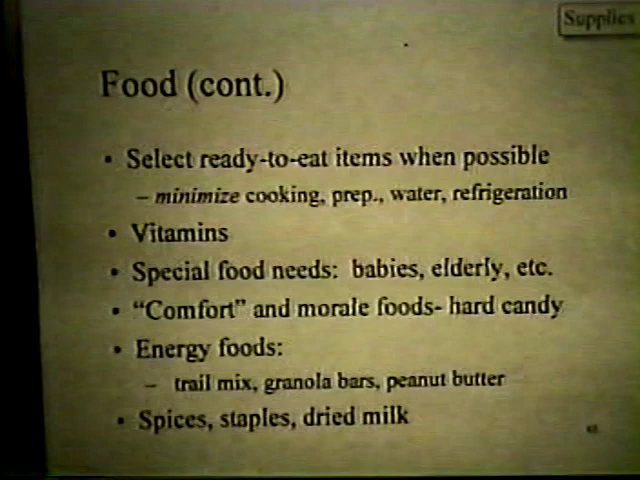 Supplies
Food (cont.)
• Select ready-to-eat items when possible
– minimize cooking, prep., water, refrigeration
• Vitamins
• Special food needs: babies, elderly, etc.
• “Comfort” and morale foods- hard candy
• Energy foods:
– trail mix, granola bars, peanut butter
• Spices, staples, dried milk